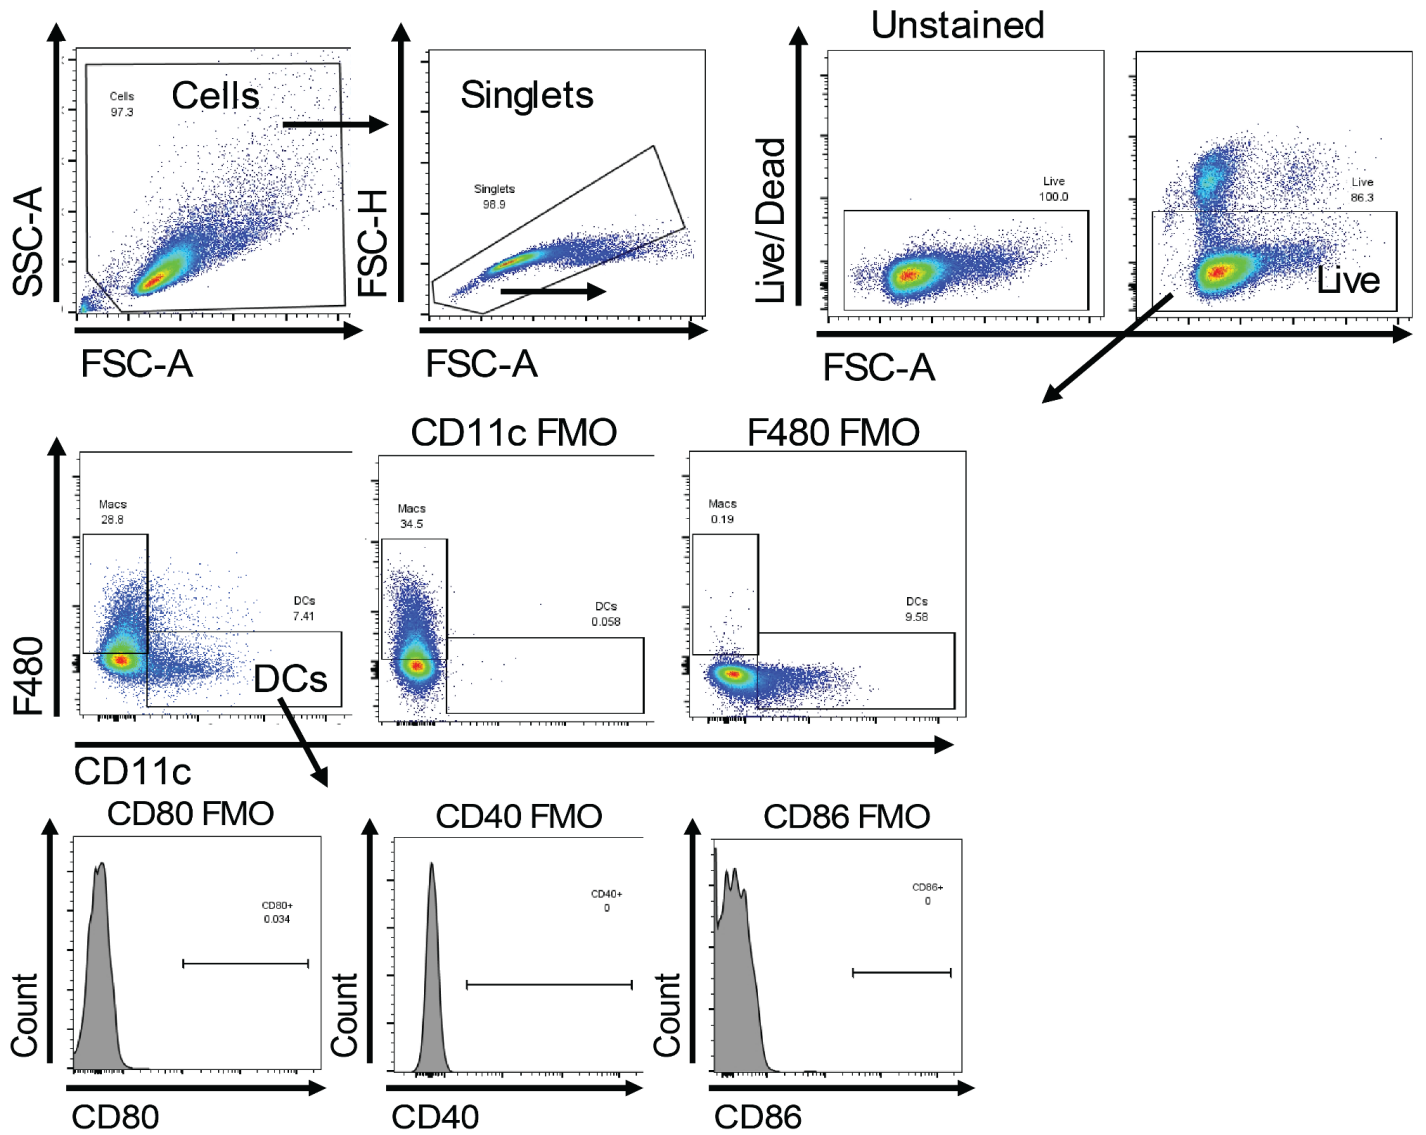 Unstained
Cells
97.3
Cells
Singlets
Singlets
98.9
Live
100.0
Live
86.3
Live
SSC-A
FSC-H
Live/Dead
FSC-A
FSC-A
FSC-A
CD11c FMO
F480 FMO
Macs
28.8
DCs
7.41
DCs
Macs
34.5
DCs
0.058
Macs
0.19
DCs
9.58
F480
CD11c
CD80 FMO
CD40 FMO
CD86 FMO
CD80+
0.034
CD40+
0
CD86+
0
Count
Count
Count
CD80
CD40
CD86